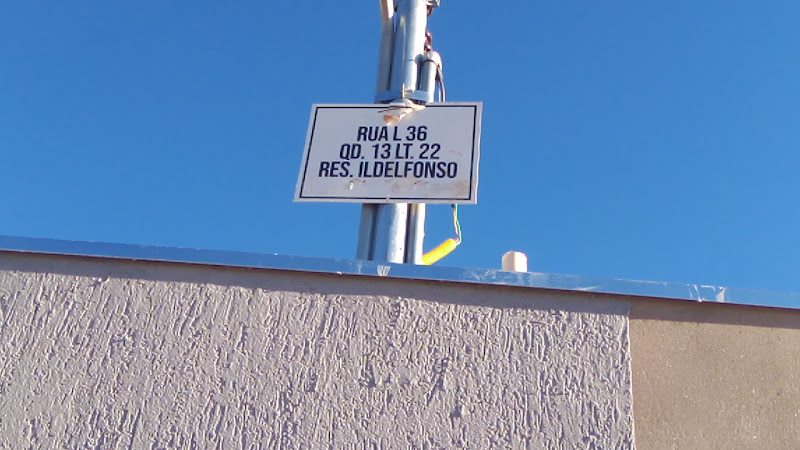 RUA L 36
QD. 13 LT. 22
RES. ILDELFONSO